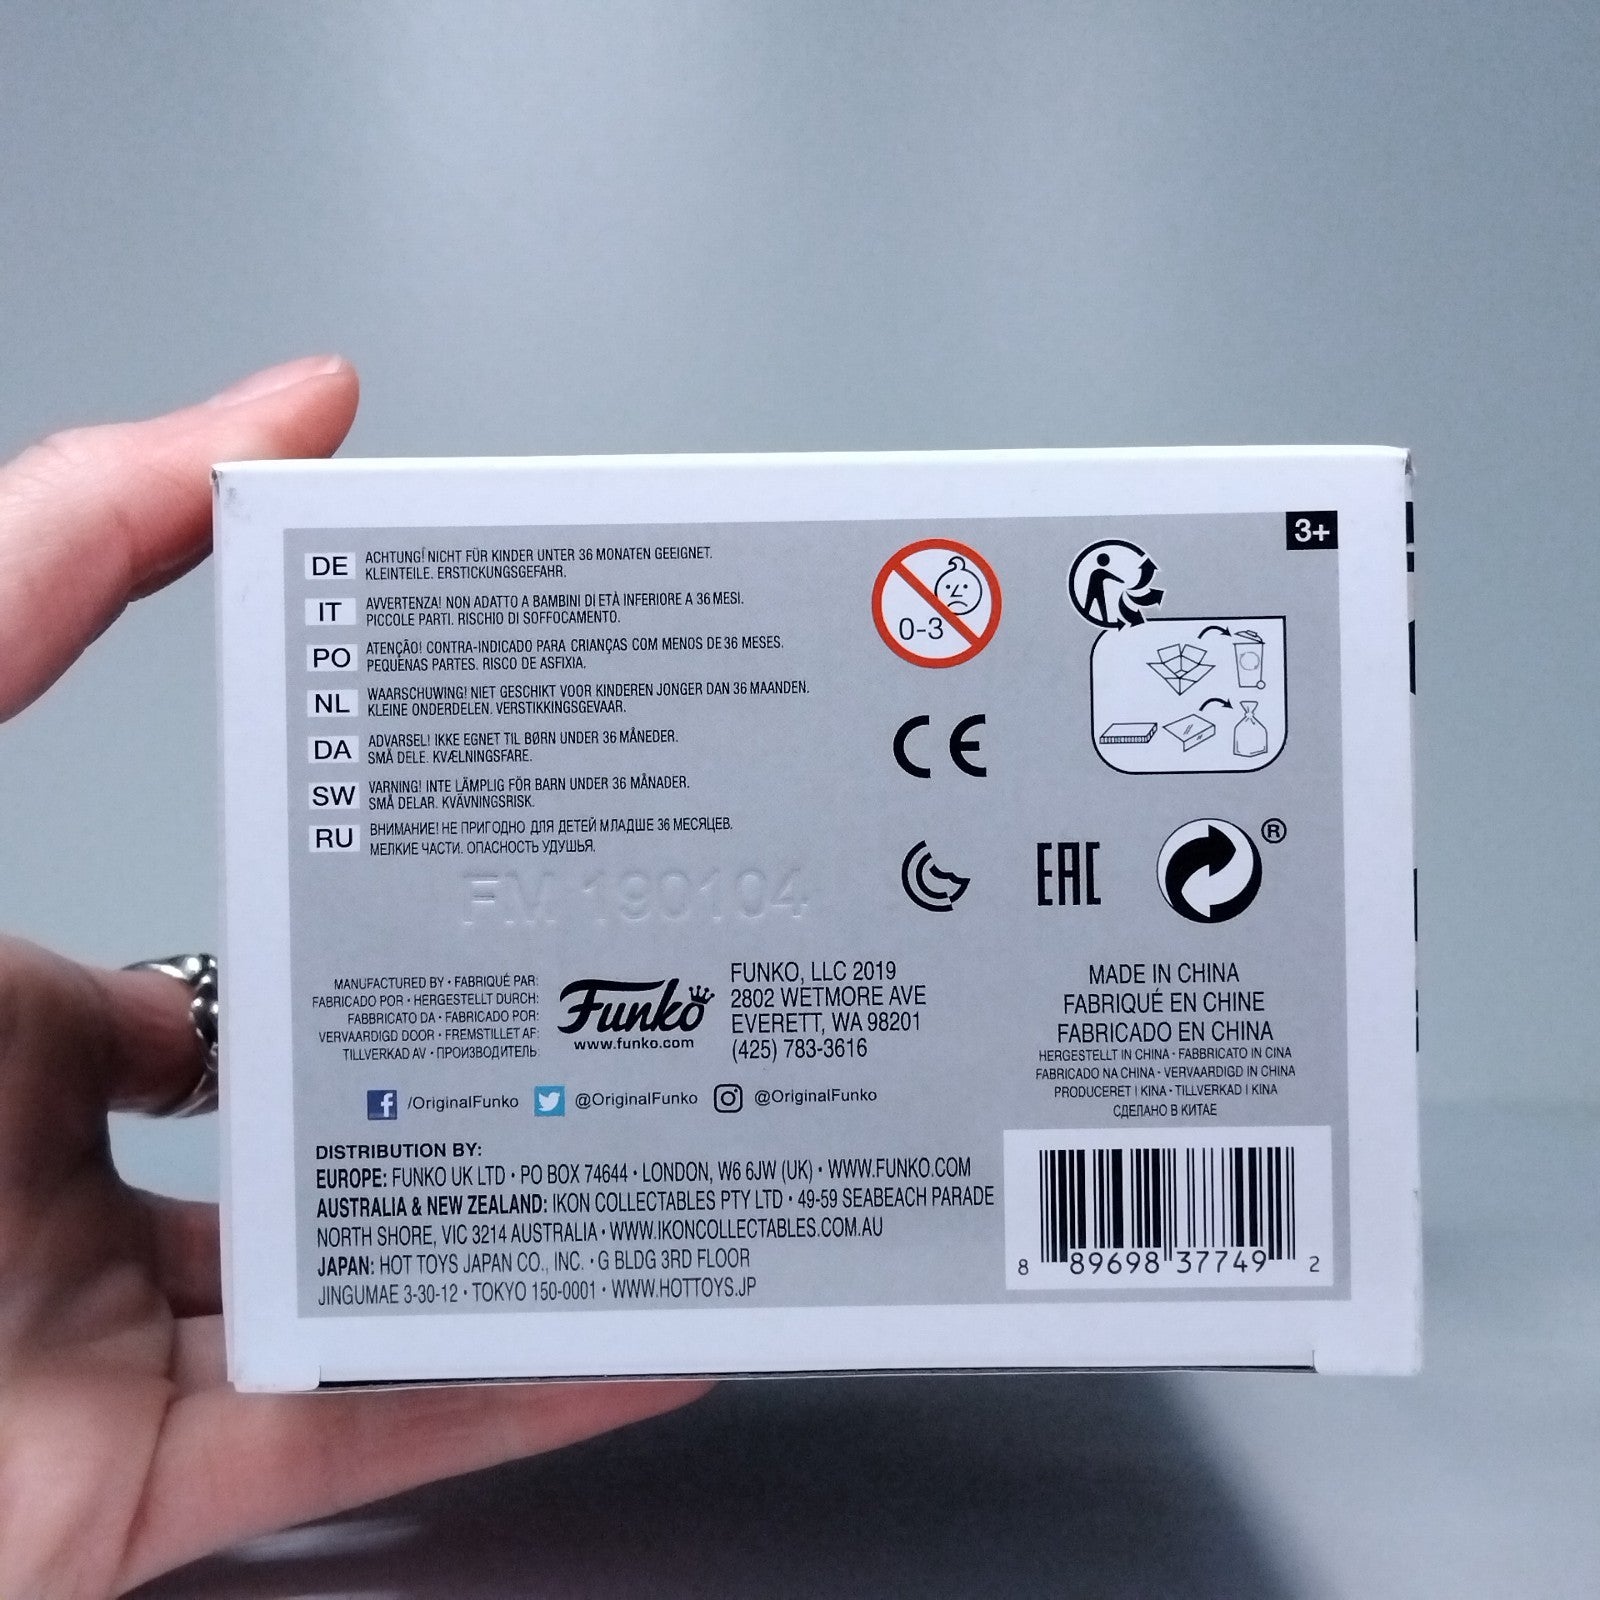 3+
DE ACHTUNG! NICHT FÜR KINDER UNTER 36 MONATEN GEEIGNET.
KLEINTEILE. ERSTICKUNGSGEFAHR.
IT AVVERTENZA! NON ADATTO A BAMBINI DI ETÀ INFERIORE A 36 MESI.
PICCOLE PARTI. RISCHIO DI SOFFOCAMENTO.
PO ATENÇÃO! CONTRA-INDICADO PARA CRIANÇAS COM MENOS DE 36 MESES.
PEQUENAS PARTES. RISCO DE ASFIXIA.
NL WAARSCHUWING! NIET GESCHIKT VOOR KINDEREN JONGER DAN 36 MAANDEN.
KLEINE ONDERDELEN. VERSTIKKINGSGEVAAR.
DA ADVARSEL! IKKE EGNET TIL BØRN UNDER 36 MÅNEDER.
SMÅ DELE. KVÆLNINGSFARE.
SW VARNING! INTE LÄMPLIG FÖR BARN UNDER 36 MÅNADER.
SMÅ DELAR. KVÄVNINGSRISK.
RU ВНИМАНИЕ! НЕ ПРИГОДНО ДЛЯ ДЕТЕЙ МЛАДШЕ 36 МЕСЯЦЕВ.
МЕЛКИЕ ЧАСТИ. ОПАСНОСТЬ УДУШЬЯ.
0-3
CE
EAC
®
FM 190104
MANUFACTURED BY • FABRIQUÉ PAR:
FABRICADO POR • HERGESTELLT DURCH:
FABBRICATO DA • FABRICADO POR:
VERVAARDIGD DOOR • FREMSTILLET AF:
TILLVERKAD AV • ПРОИЗВОДИТЕЛЬ:
Funko
www.funko.com
FUNKO, LLC 2019
2802 WETMORE AVE
EVERETT, WA 98201
(425) 783-3616
MADE IN CHINA
FABRIQUÉ EN CHINE
FABRICADO EN CHINA
HERGESTELLT IN CHINA • FABBRICATO IN CINA
FABRICADO NA CHINA • VERVAARDIGD IN CHINA
PRODUCERET I KINA • TILLVERKAD I KINA
СДЕЛАНО В КИТАЕ
f /OriginalFunko @OriginalFunko @OriginalFunko
DISTRIBUTION BY:
EUROPE: FUNKO UK LTD • PO BOX 74644 • LONDON, W6 6JW (UK) • WWW.FUNKO.COM
AUSTRALIA & NEW ZEALAND: IKON COLLECTABLES PTY LTD • 49-59 SEABEACH PARADE
NORTH SHORE, VIC 3214 AUSTRALIA • WWW.IKONCOLLECTABLES.COM.AU
JAPAN: HOT TOYS JAPAN CO., INC. • G BLDG 3RD FLOOR
JINGUMAE 3-30-12 • TOKYO 150-0001 • WWW.HOTTOYS.JP
8 89698 37749 2